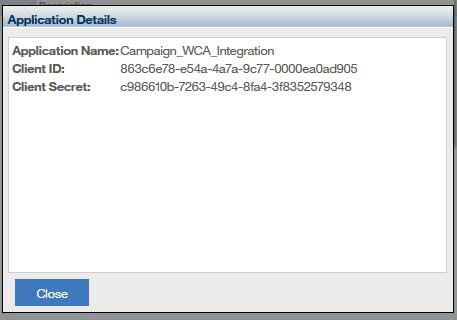 Description
Application Details
Application Name: Campaign_WCA_Integration
Client ID: 863c6e78-e54a-4a7a-9c77-0000ea0ad905
Client Secret: c986610b-7263-49c4-8fa4-3f8352579348
Close